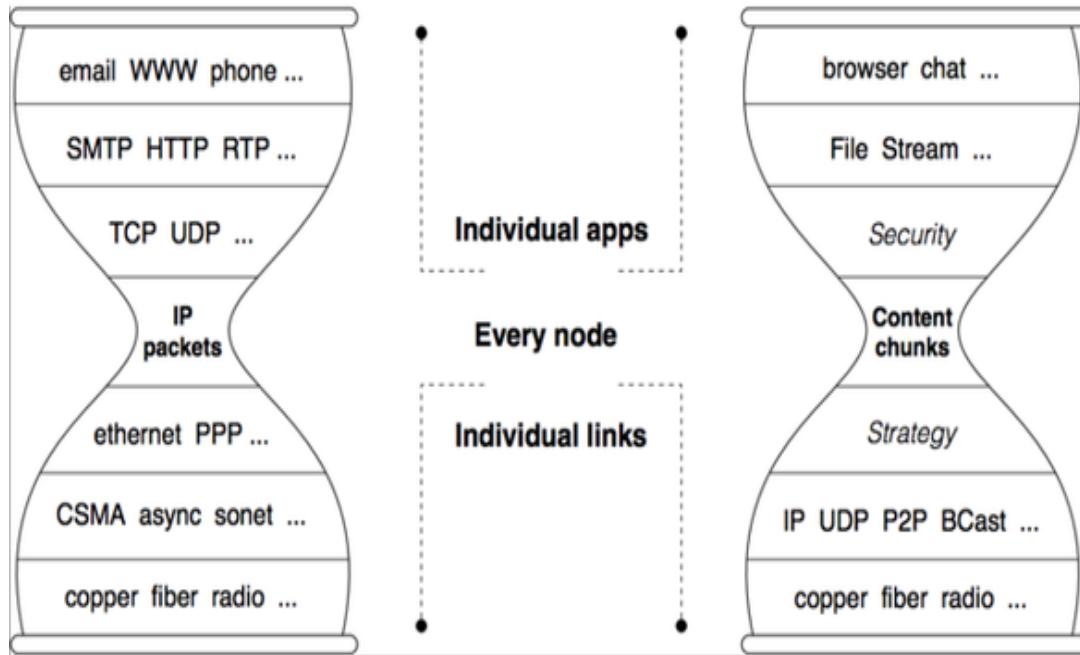 email WWW phone ...
SMTP HTTP RTP ...
TCP UDP ...
IP
packets
ethernet PPP ...
CSMA async sonet ...
copper fiber radio ...
Individual apps
Every node
Individual links
browser chat ...
File Stream ...
Security
Content
chunks
Strategy
IP UDP P2P BCast ...
copper fiber radio ...